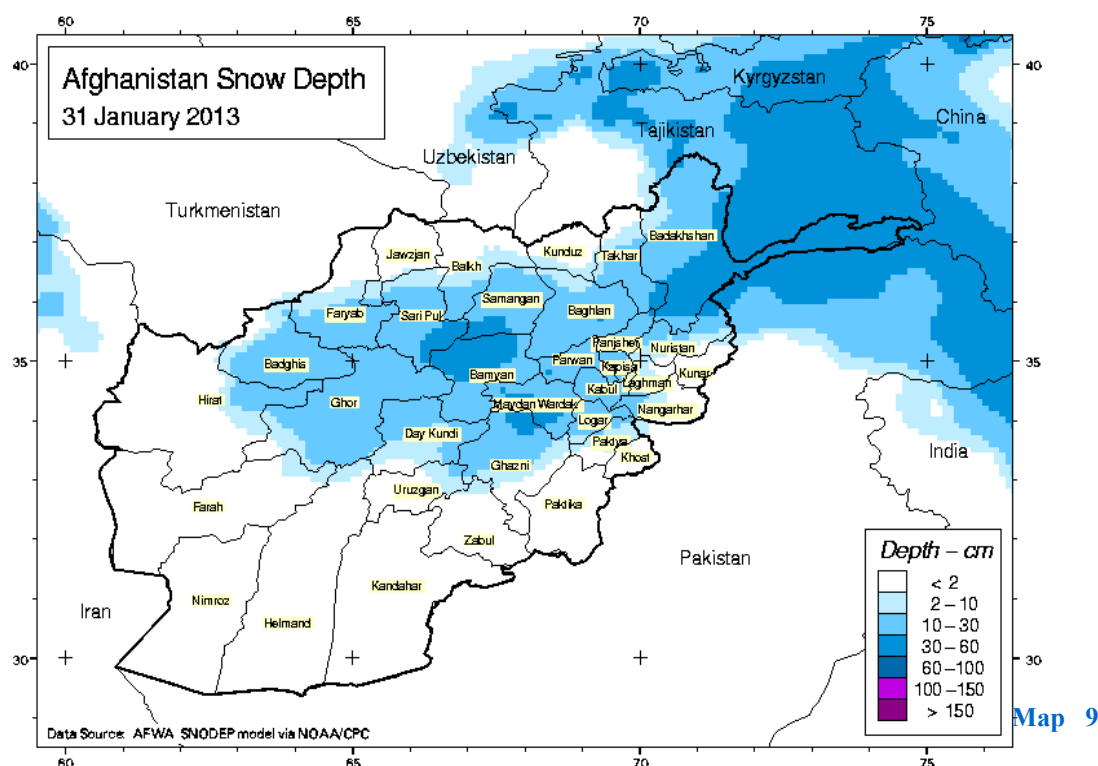 60 65 70 75
Afghanistan Snow Depth
31 January 2013
40 40
Kyrgyzstan
China
Tajikistan
Uzbekistan
Turkmenistan
Badakhshan
Jawzjan
Kunduz
Takhar
Balkh
Samangan
Faryab
Sari Pul
Baghlan
Panjsher
Nuristan
35 35
Badghis
Parwan
Kapisa
Bamyan
Kunar
Laghman
Kabul
Hirat
Ghor
Maydan Wardak
Nangarhar
Logar
Day Kundi
Paktya
Khost
India
Ghazni
Uruzgan
Farah
Paktika
Zabul
Pakistan
Kandahar
Iran
Nimroz
Helmand
30 30
Depth - cm
< 2
2 - 10
10 - 30
30 - 60
60 - 100
100 - 150
> 150
Data Source: AFWA SNODEP model via NOAA/CPC
Map 9
60 65 70 75